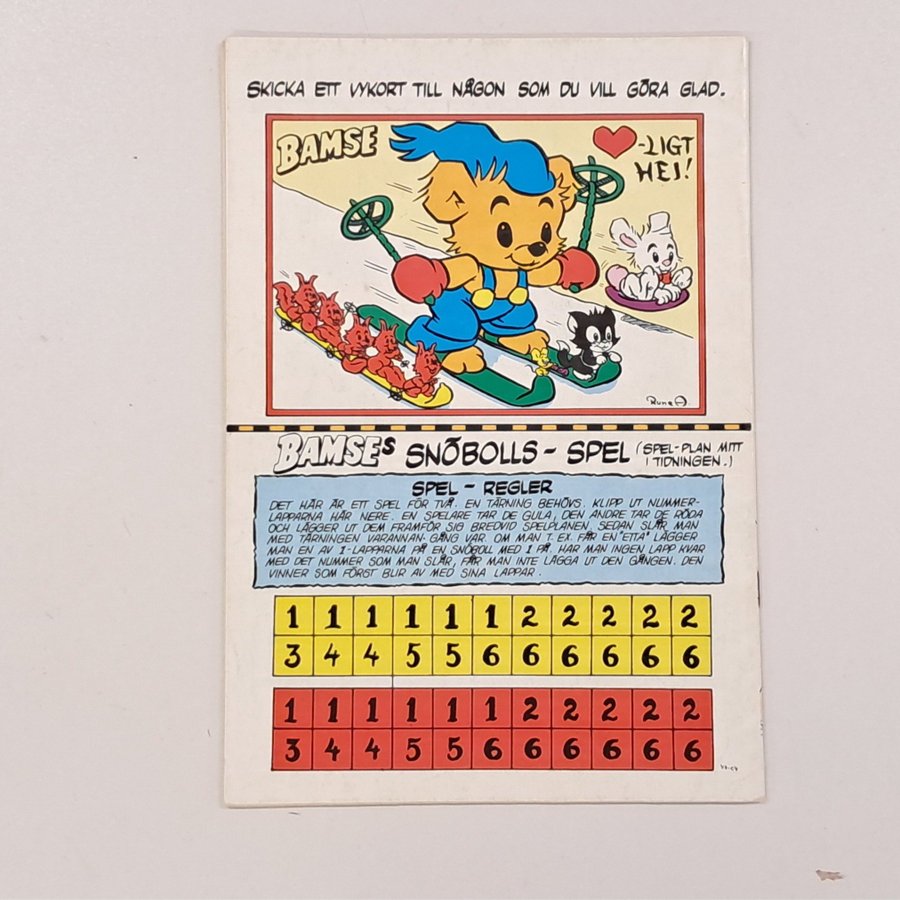 SKICKA ETT VYKORT TILL NÅGON SOM DU VILL GÖRA GLAD.
BAMSE
-LIGT
HEJ!
Rune A
BAMSEs SNÖBOLLS - SPEL (SPEL-PLAN MITT
I TIDNINGEN.)
SPEL - REGLER
DET HÄR ÄR ETT SPEL FÖR TVÅ. EN TÄRNING BEHÖVS. KLIPP UT NUMMER-
LAPPARNA HÄR NERE. EN SPELARE TAR DE GULA, DEN ANDRE TAR DE RÖDA
OCH LÄGGER UT DEM FRAMFÖR SIG BREDVID SPELPLANEN. SEDAN SLÅR MAN
MED TÄRNINGEN VARANNAN GÅNG VAR. OM MAN T. EX. FÅR EN "ETTA" LÄGGER
MAN EN AV 1-LAPPARNA PÅ EN SNÖBOLL MED 1 PÅ. HAR MAN INGEN LAPP KVAR
MED DET NUMMER SOM MAN SLÅR, FÅR MAN INTE LÄGGA UT DEN GÅNGEN. DEN
VINNER SOM FÖRST BLIR AV MED SINA LAPPAR.
1 1 1 1 1 1 2 2 2 2 2
3 4 4 5 5 6 6 6 6 6 6
1 1 1 1 1 1 2 2 2 2 2
3 4 4 5 5 6 6 6 6 6 6